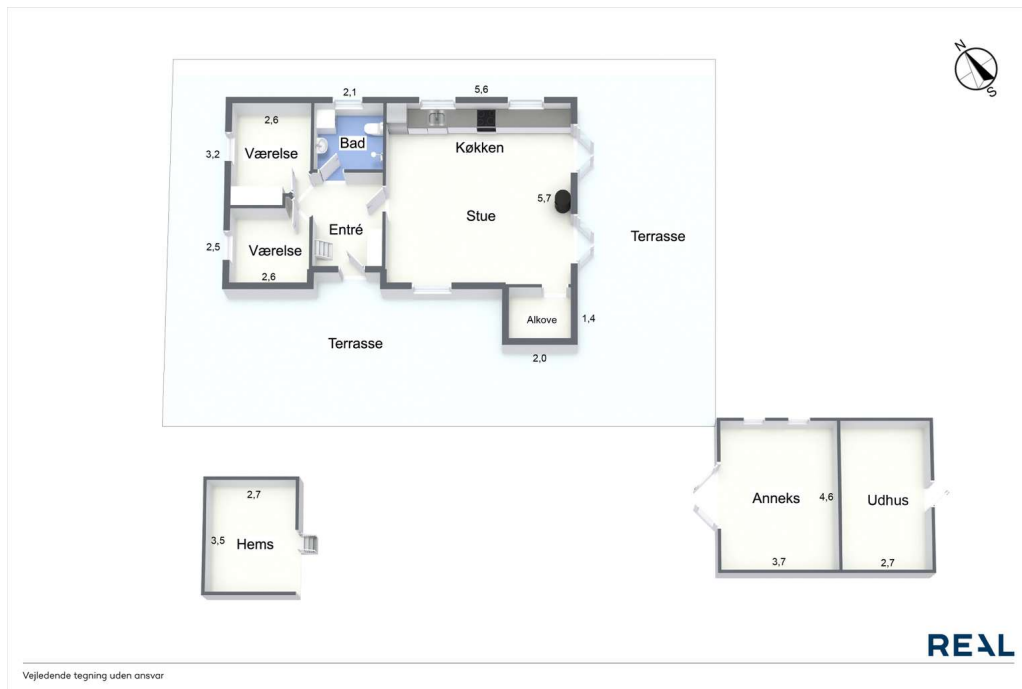 N
S
2,1
5,6
2,6
Bad
Køkken
3,2
Værelse
5,7
Stue
Entré
Terrasse
2,5
Værelse
2,6
Alkove
1,4
Terrasse
2,0
2,7
3,5
Hems
Anneks
4,6
Udhus
3,7
2,7
REAL
Vejledende tegning uden ansvar